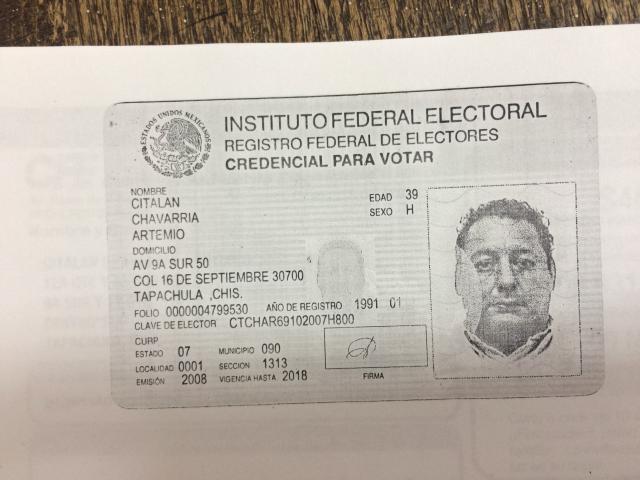 ESTADOS UNIDOS MEXICANOS
INSTITUTO FEDERAL ELECTORAL
REGISTRO FEDERAL DE ELECTORES
CREDENCIAL PARA VOTAR
NOMBRE
CITALAN
CHAVARRIA
ARTEMIO
EDAD 39
SEXO H
DOMICILIO
AV 9A SUR 50
COL 16 DE SEPTIEMBRE 30700
TAPACHULA ,CHIS.
FOLIO 0000004799530 AÑO DE REGISTRO 1991 01
CLAVE DE ELECTOR CTCHAR69102007H800
CURP
ESTADO 07 MUNICIPIO 090
LOCALIDAD 0001 SECCION 1313
EMISIÓN 2008 VIGENCIA HASTA 2018
FIRMA